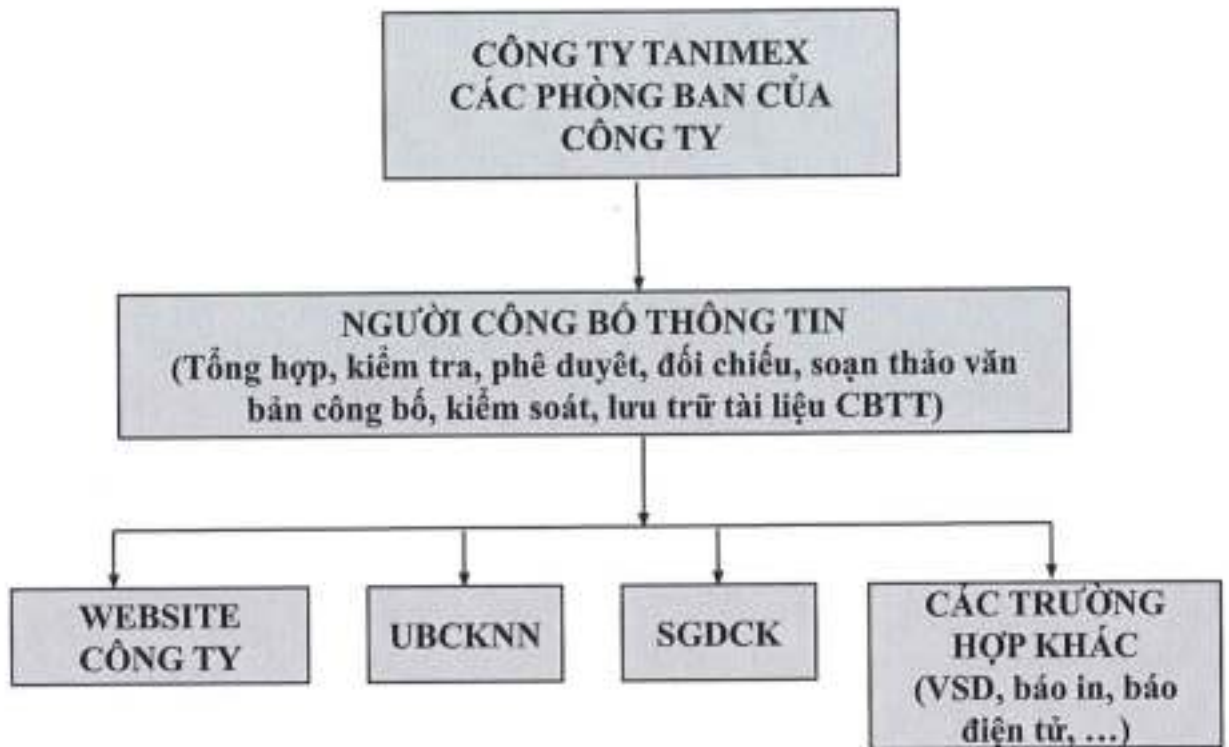 CÔNG TY TANIMEX
CÁC PHÒNG BAN CỦA
CÔNG TY
NGƯỜI CÔNG BỐ THÔNG TIN
(Tổng hợp, kiểm tra, phê duyêt, đối chiếu, soạn thảo văn
bản công bố, kiểm soát, lưu trữ tài liệu CBTT)
WEBSITE
CÔNG TY
UBCKNN
SGDCK
CÁC TRƯỜNG
HỢP KHÁC
(VSD, báo in, báo
điện tử, ...)